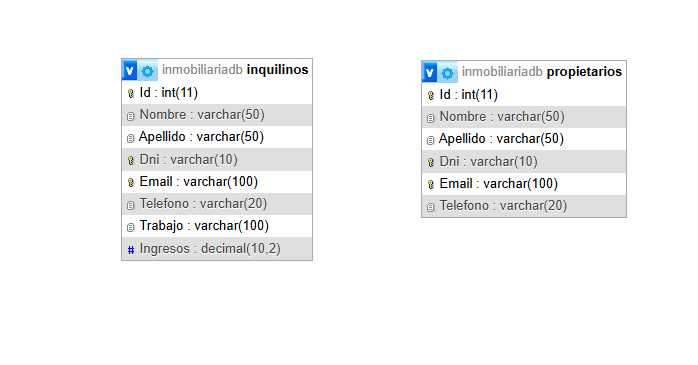 v inmobiliariadb inquilinos
Id : int(11)
Nombre : varchar(50)
Apellido : varchar(50)
Dni : varchar(10)
Email : varchar(100)
Telefono : varchar(20)
Trabajo : varchar(100)
# Ingresos : decimal(10,2)
v inmobiliariadb propietarios
Id : int(11)
Nombre : varchar(50)
Apellido : varchar(50)
Dni : varchar(10)
Email : varchar(100)
Telefono : varchar(20)